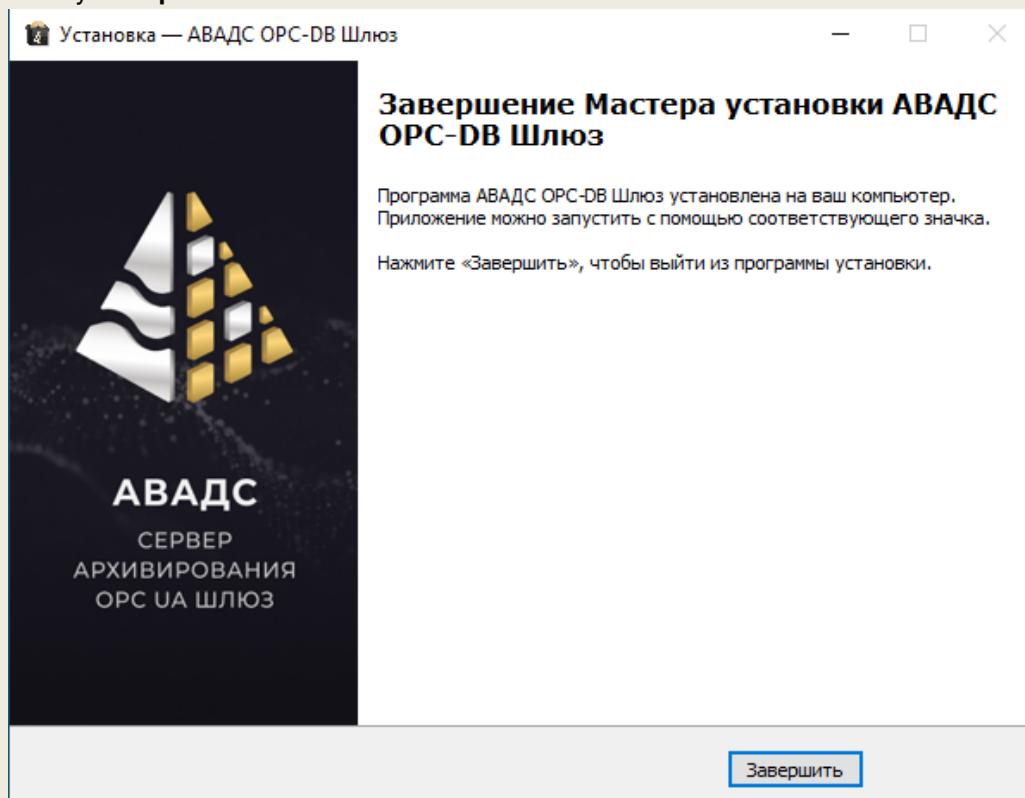 Установка — АВАДС OPC-DB Шлюз
Завершение Мастера установки АВАДС
OPC-DB Шлюз
Программа АВАДС OPC-DB Шлюз установлена на ваш компьютер.
Приложение можно запустить с помощью соответствующего значка.
Нажмите «Завершить», чтобы выйти из программы установки.
АВАДС
СЕРВЕР
АРХИВИРОВАНИЯ
OPC UA ШЛЮЗ
Завершить